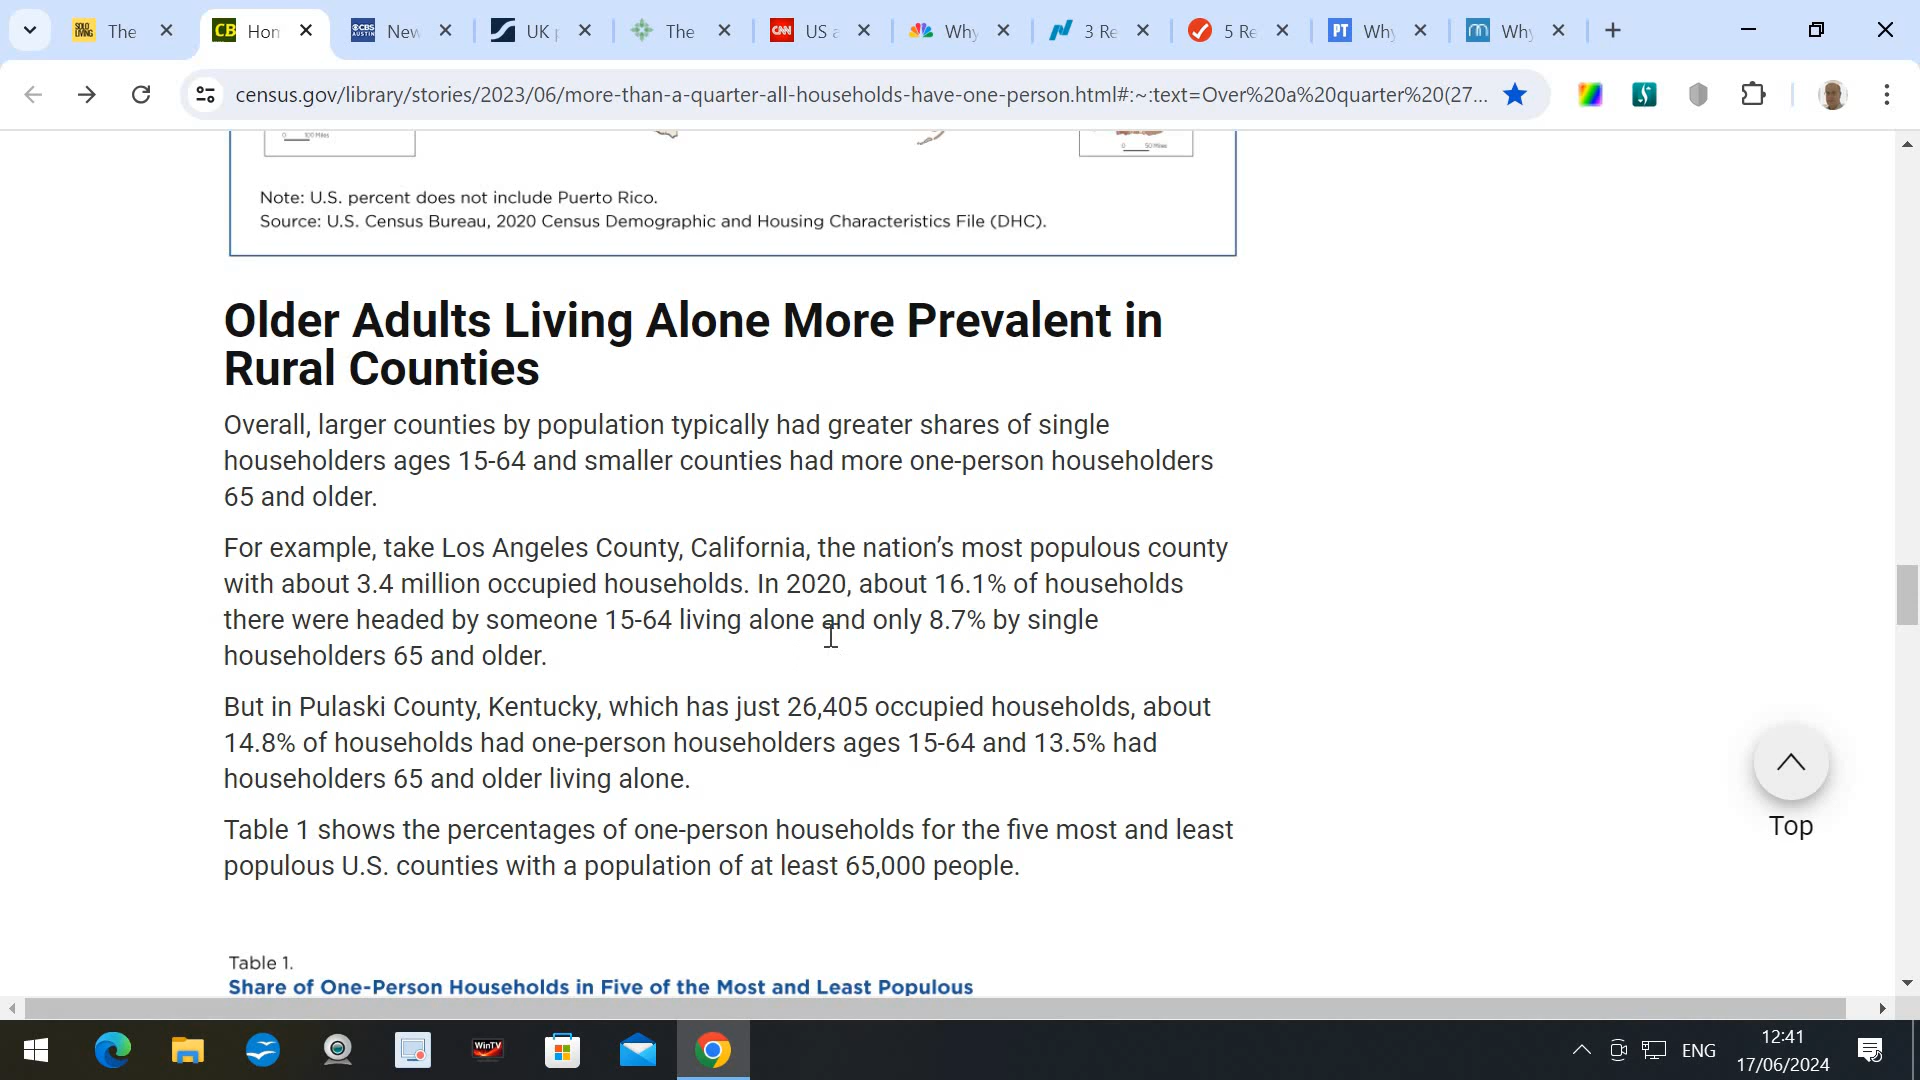 The
Hon
New
UK
The
US a
Why
3 Re
5 Re
Why
Why
census.gov/library/stories/2023/06/more-than-a-quarter-all-households-have-one-person.html#:~:text=Over%20a%20quarter%20(27...
0 100 Miles
0 50 Miles
Note: U.S. percent does not include Puerto Rico.
Source: U.S. Census Bureau, 2020 Census Demographic and Housing Characteristics File (DHC).
Older Adults Living Alone More Prevalent in
Rural Counties
Overall, larger counties by population typically had greater shares of single
householders ages 15-64 and smaller counties had more one-person householders
65 and older.
For example, take Los Angeles County, California, the nation’s most populous county
with about 3.4 million occupied households. In 2020, about 16.1% of households
there were headed by someone 15-64 living alone and only 8.7% by single
householders 65 and older.
But in Pulaski County, Kentucky, which has just 26,405 occupied households, about
14.8% of households had one-person householders ages 15-64 and 13.5% had
householders 65 and older living alone.
Table 1 shows the percentages of one-person households for the five most and least
populous U.S. counties with a population of at least 65,000 people.
Top
Table 1.
Share of One-Person Households in Five of the Most and Least Populous
WinTV
ENG
12:41
17/06/2024